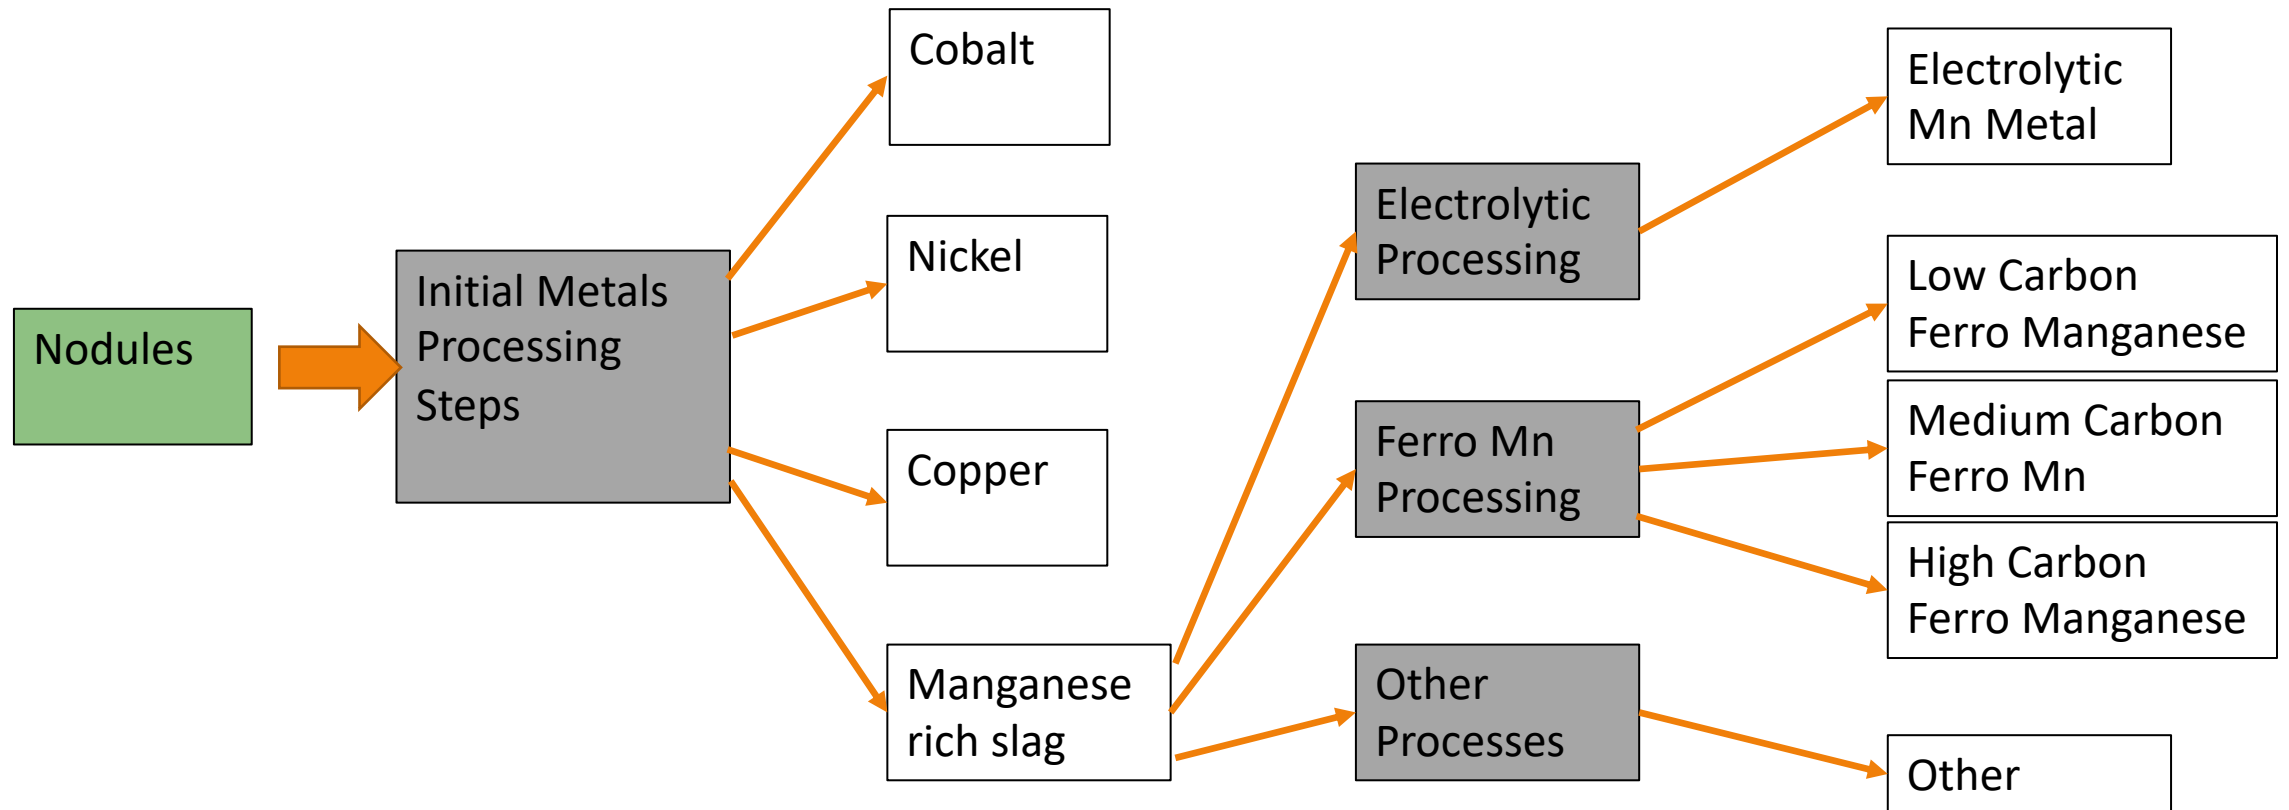 Nodules
Initial Metals
Processing
Steps
Cobalt
Nickel
Copper
Manganese
rich slag
Electrolytic
Processing
Ferro Mn
Processing
Other
Processes
Electrolytic
Mn Metal
Low Carbon
Ferro Manganese
Medium Carbon
Ferro Mn
High Carbon
Ferro Manganese
Other